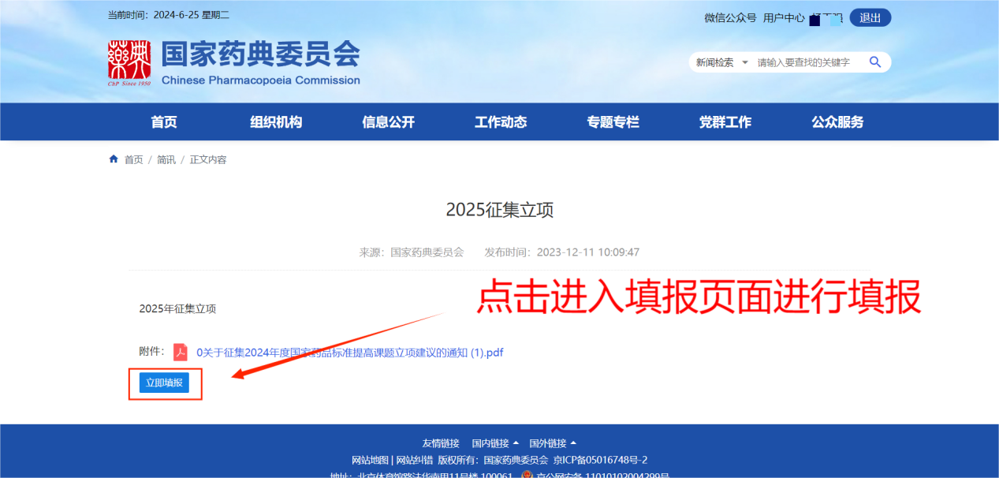 当前时间：2024-6-25 星期二
微信公众号 用户中心 退出
藥典
ChP Since 1950
国家药典委员会
Chinese Pharmacopoeia Commission
新闻检索 请输入要查找的关键字
首页 组织机构 信息公开 工作动态 专题专栏 党群工作 公众服务
首页 / 简讯 / 正文内容
2025征集立项
来源：国家药典委员会 发布时间：2023-12-11 10:09:47
点击进入填报页面进行填报
2025年征集立项
附件： 0关于征集2024年度国家药品标准提高课题立项建议的通知 (1).pdf
立即填报
友情链接 国内链接 国外链接
网站地图 | 网站纠错 版权所有：国家药典委员会 京ICP备05016748号-2
地址：北京体育馆路法华南里11号楼 100061 京公网安备 11010102004299号